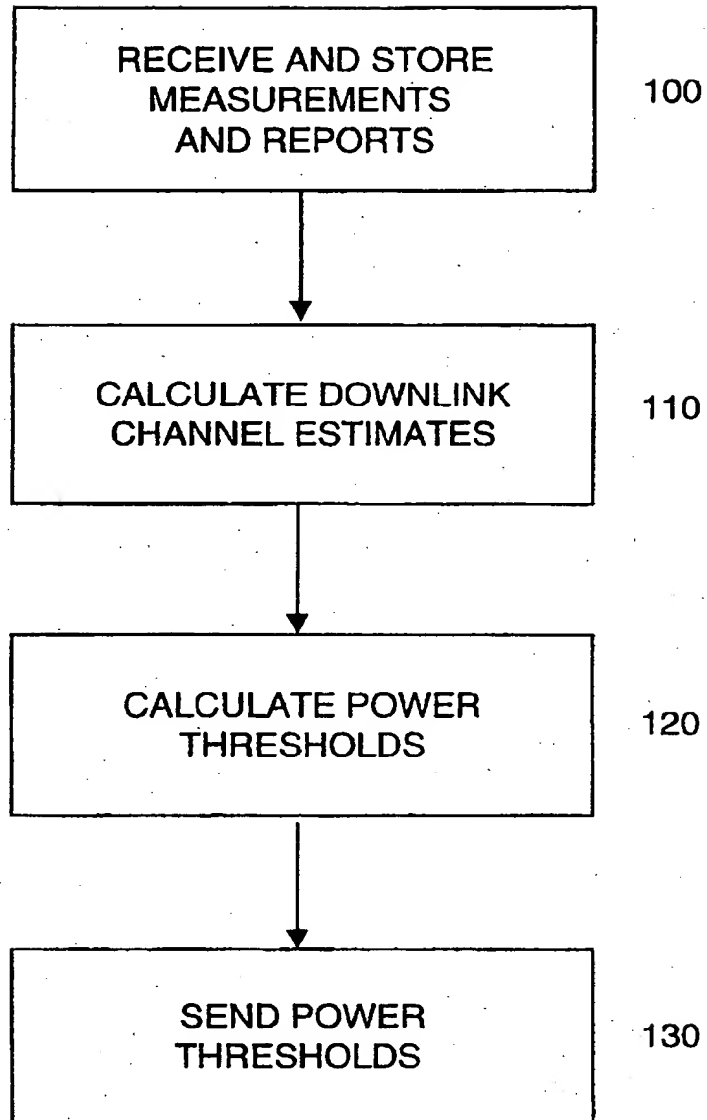 RECEIVE AND STORE
MEASUREMENTS
AND REPORTS
100
CALCULATE DOWNLINK
CHANNEL ESTIMATES
110
CALCULATE POWER
THRESHOLDS
120
SEND POWER
THRESHOLDS
130